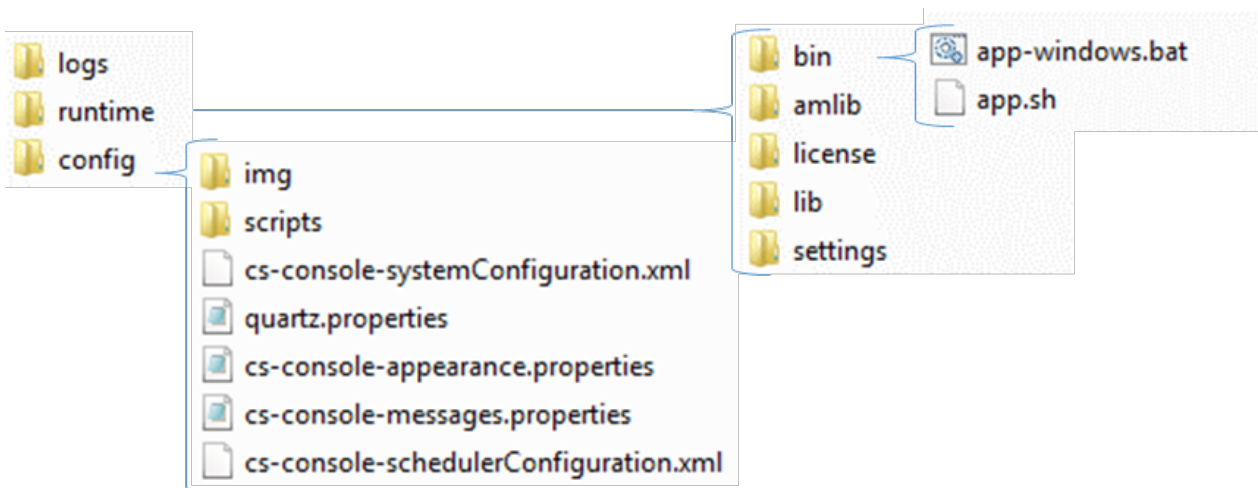 logs
runtime
config
img
scripts
cs-console-systemConfiguration.xml
quartz.properties
cs-console-appearance.properties
cs-console-messages.properties
cs-console-schedulerConfiguration.xml
bin
amlib
license
lib
settings
app-windows.bat
app.sh